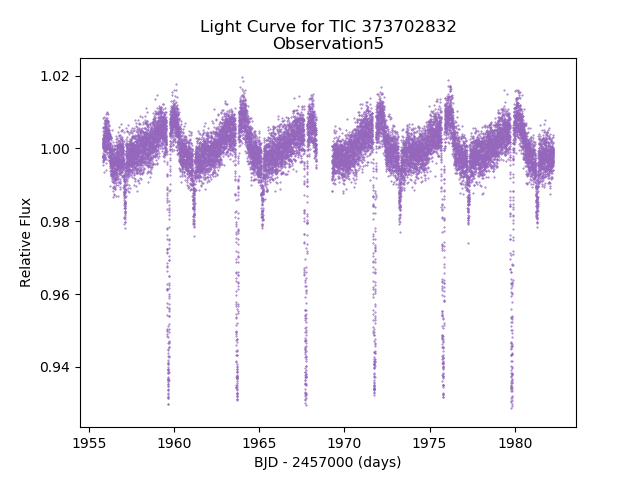 Light Curve for TIC 373702832
Observation5
1.02
1.00
0.98
0.96
0.94
Relative Flux
1955 1960 1965 1970 1975 1980
BJD - 2457000 (days)